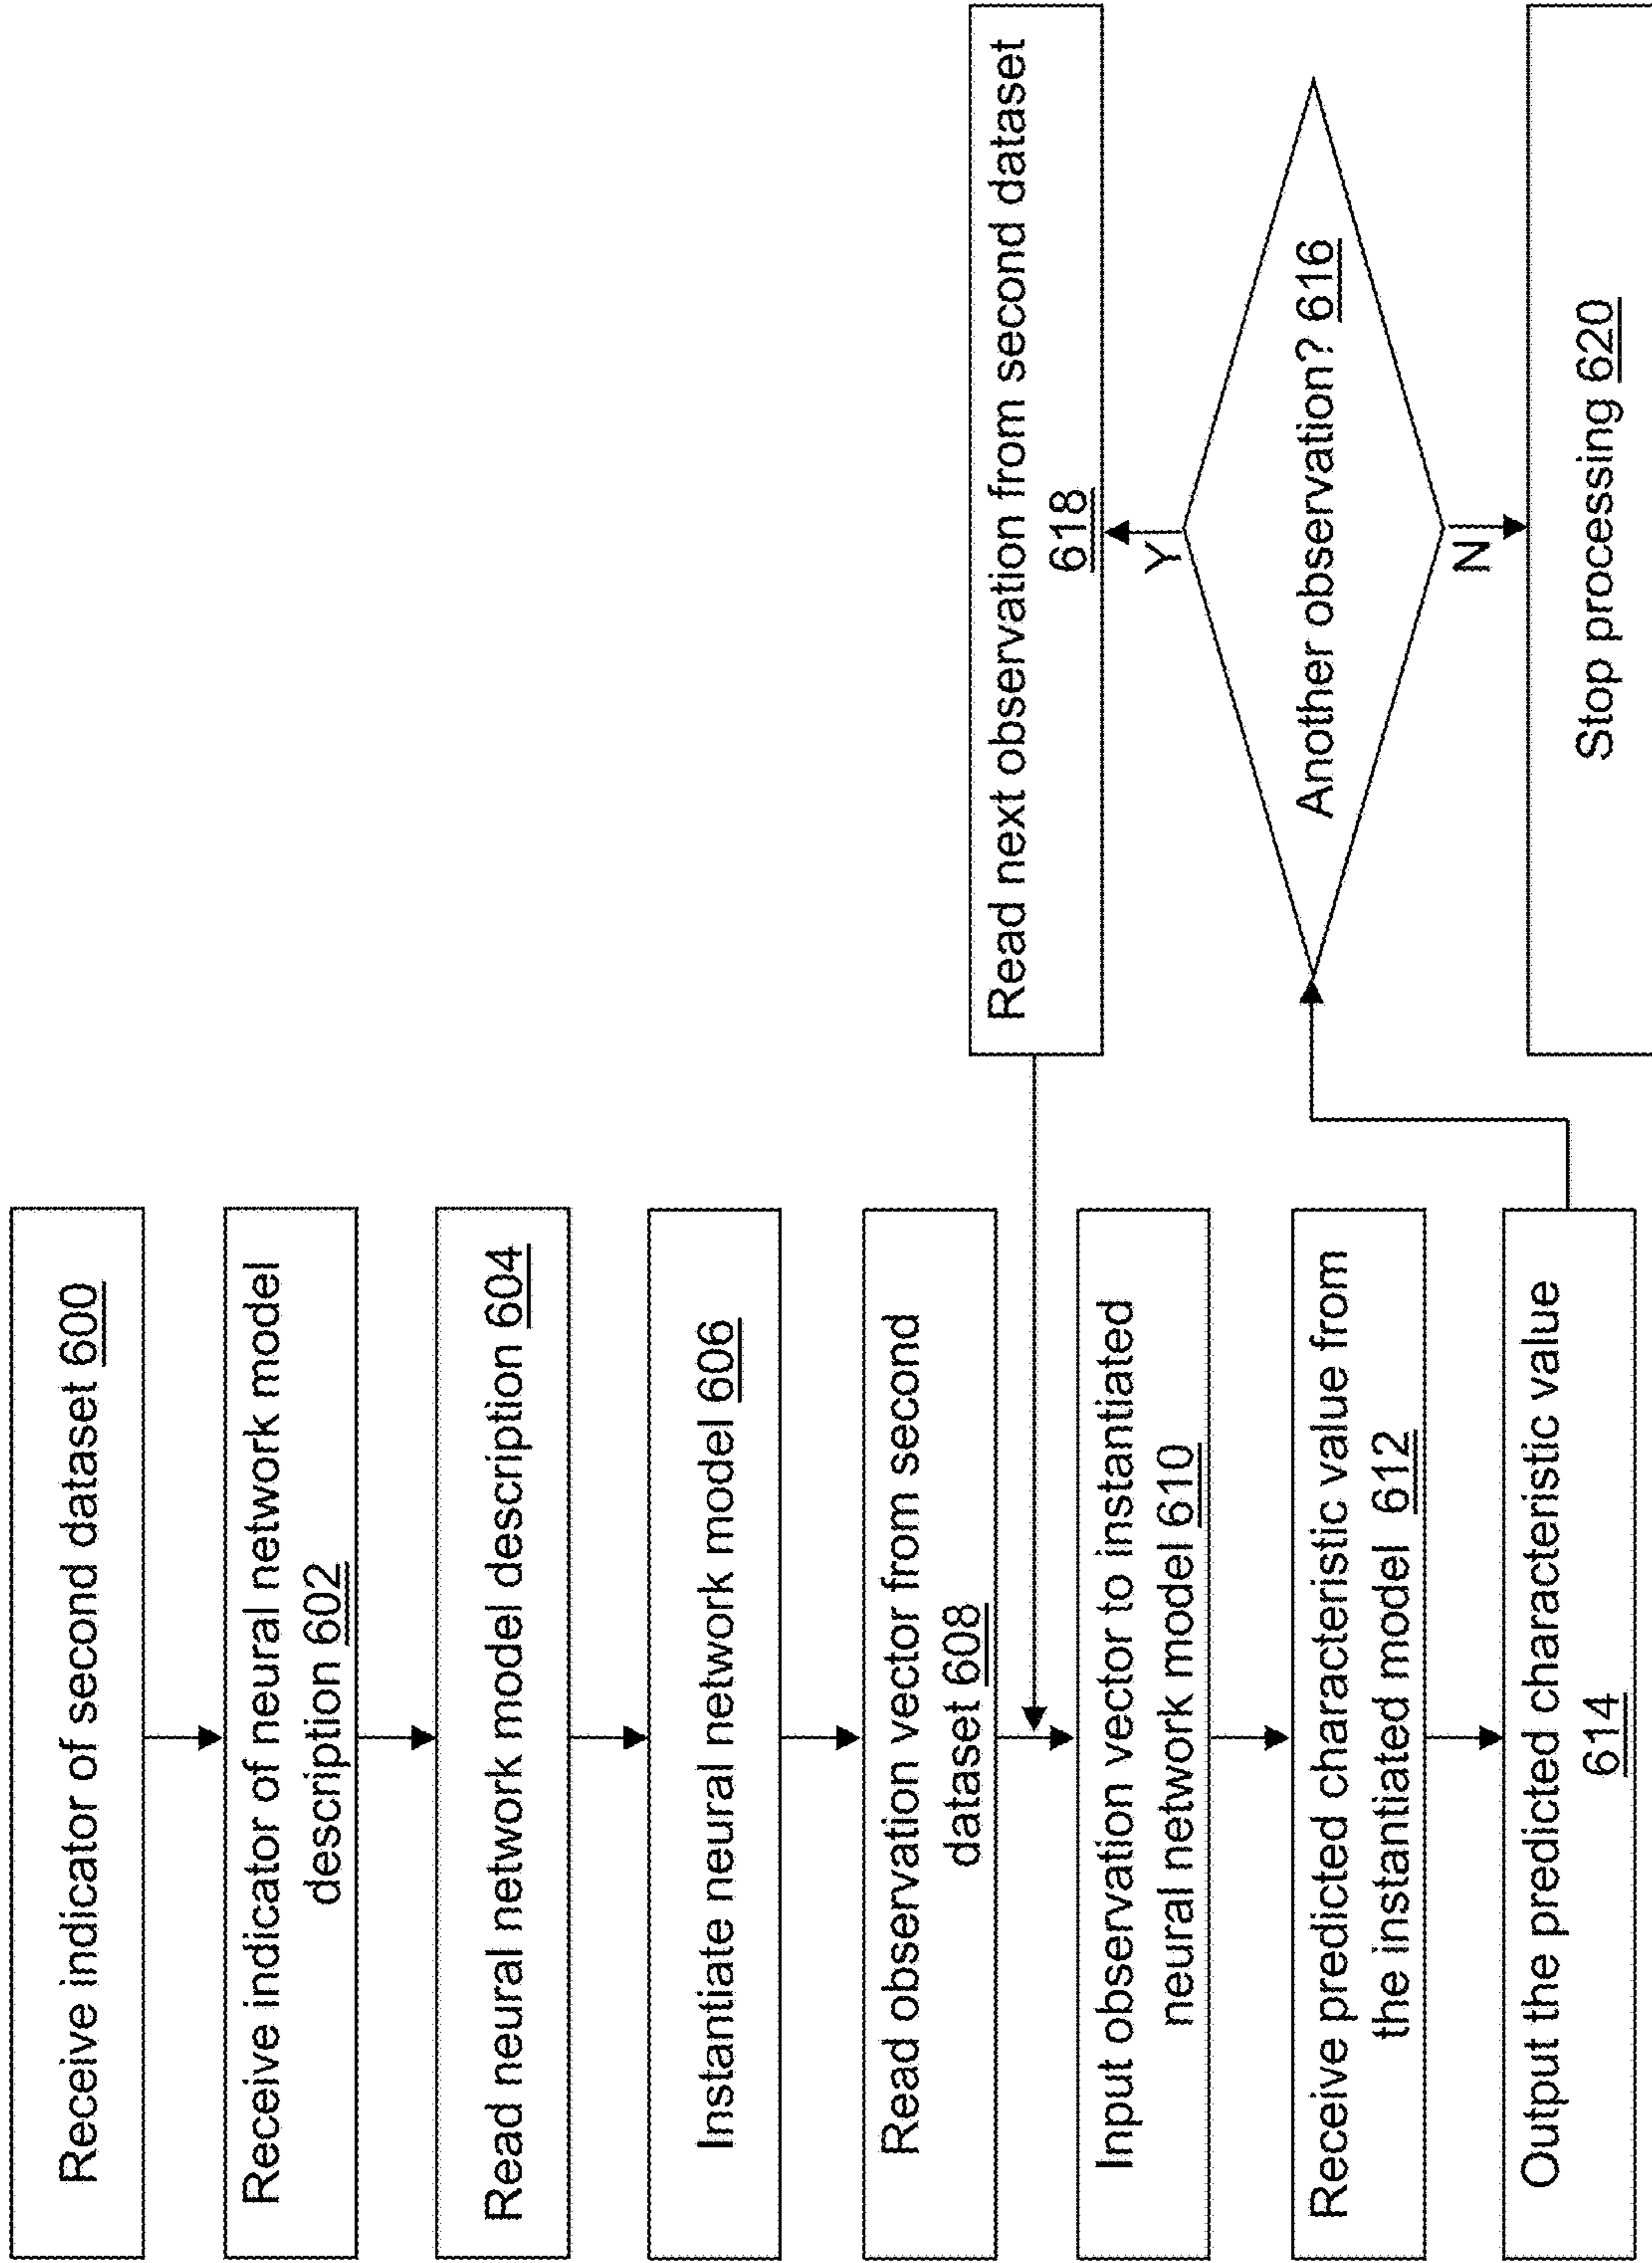 Receive indicator of second dataset 600
Receive indicator of neural network model
description 602
Read neural network model description 604
Instantiate neural network model 606
Read observation vector from second
dataset 608
Input observation vector to instantiated
neural network model 610
Receive predicted characteristic value from
the instantiated model 612
Output the predicted characteristic value
614
Read next observation from second dataset
618
Y
Another observation? 616
N
Stop processing 620